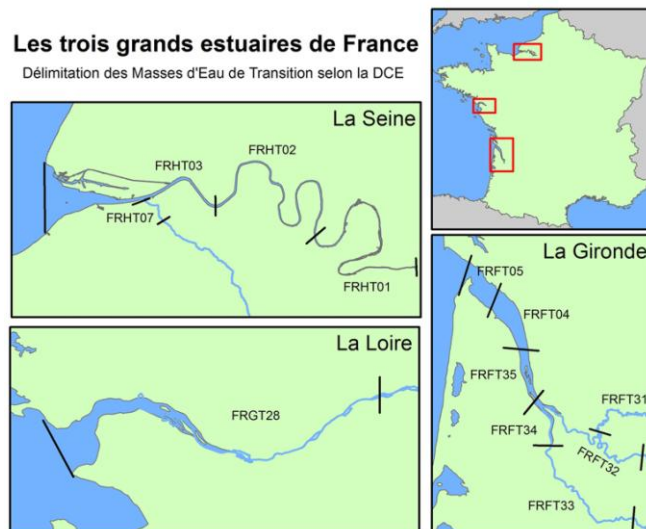 Les trois grands estuaires de France
Délimitation des Masses d'Eau de Transition selon la DCE
La Seine
FRHT03
FRHT02
FRHT07
FRHT01
La Loire
FRGT28
La Gironde
FRFT05
FRFT04
FRFT35
FRFT31
FRFT34
FRFT32
FRFT33